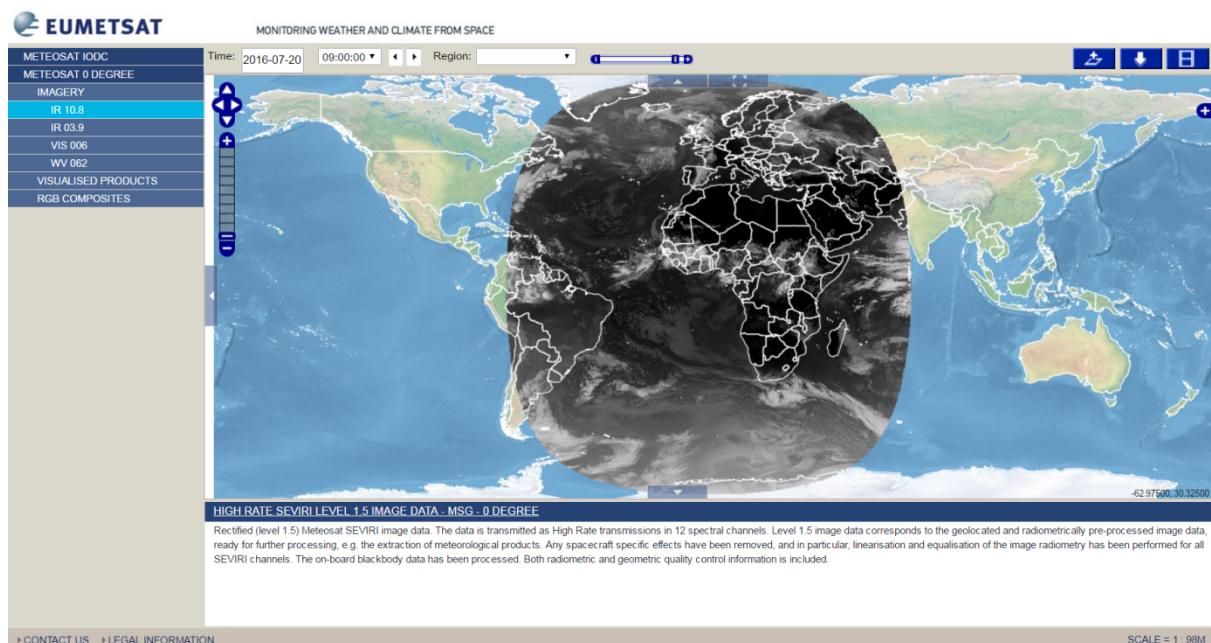 EUMETSAT
MONITORING WEATHER AND CLIMATE FROM SPACE
METEOSAT IODC
METEOSAT 0 DEGREE
IMAGERY
IR 10.8
IR 03.9
VIS 006
WV 062
VISUALISED PRODUCTS
RGB COMPOSITES
Time: 2016-07-20 09:00:00 Region:
-62.97500, 30.32500
HIGH RATE SEVIRI LEVEL 1.5 IMAGE DATA - MSG - 0 DEGREE
Rectified (level 1.5) Meteosat SEVIRI image data. The data is transmitted as High Rate transmissions in 12 spectral channels. Level 1.5 image data corresponds to the geolocated and radiometrically pre-processed image data,
ready for further processing, e.g. the extraction of meteorological products. Any spacecraft specific effects have been removed, and in particular, linearisation and equalisation of the image radiometry has been performed for all
SEVIRI channels. The on-board blackbody data has been processed. Both radiometric and geometric quality control information is included.
CONTACT US LEGAL INFORMATION
SCALE = 1 : 98M